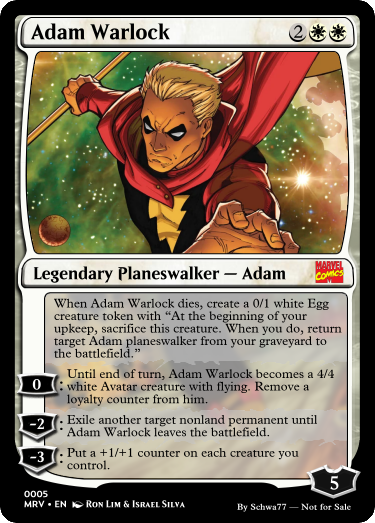 Adam Warlock 2
Legendary Planeswalker — Adam MARVEL COMICS
When Adam Warlock dies, create a 0/1 white Egg
creature token with “At the beginning of your
upkeep, sacrifice this creature. When you do, return
target Adam planeswalker from your graveyard to
the battlefield.”
0: Until end of turn, Adam Warlock becomes a 4/4
white Avatar creature with flying. Remove a
loyalty counter from him.
-2: Exile another target nonland permanent until
Adam Warlock leaves the battlefield.
-3: Put a +1/+1 counter on each creature you
control.
5
0005
MRV • EN Ron Lim & Israel Silva By Schwa77 — Not for Sale